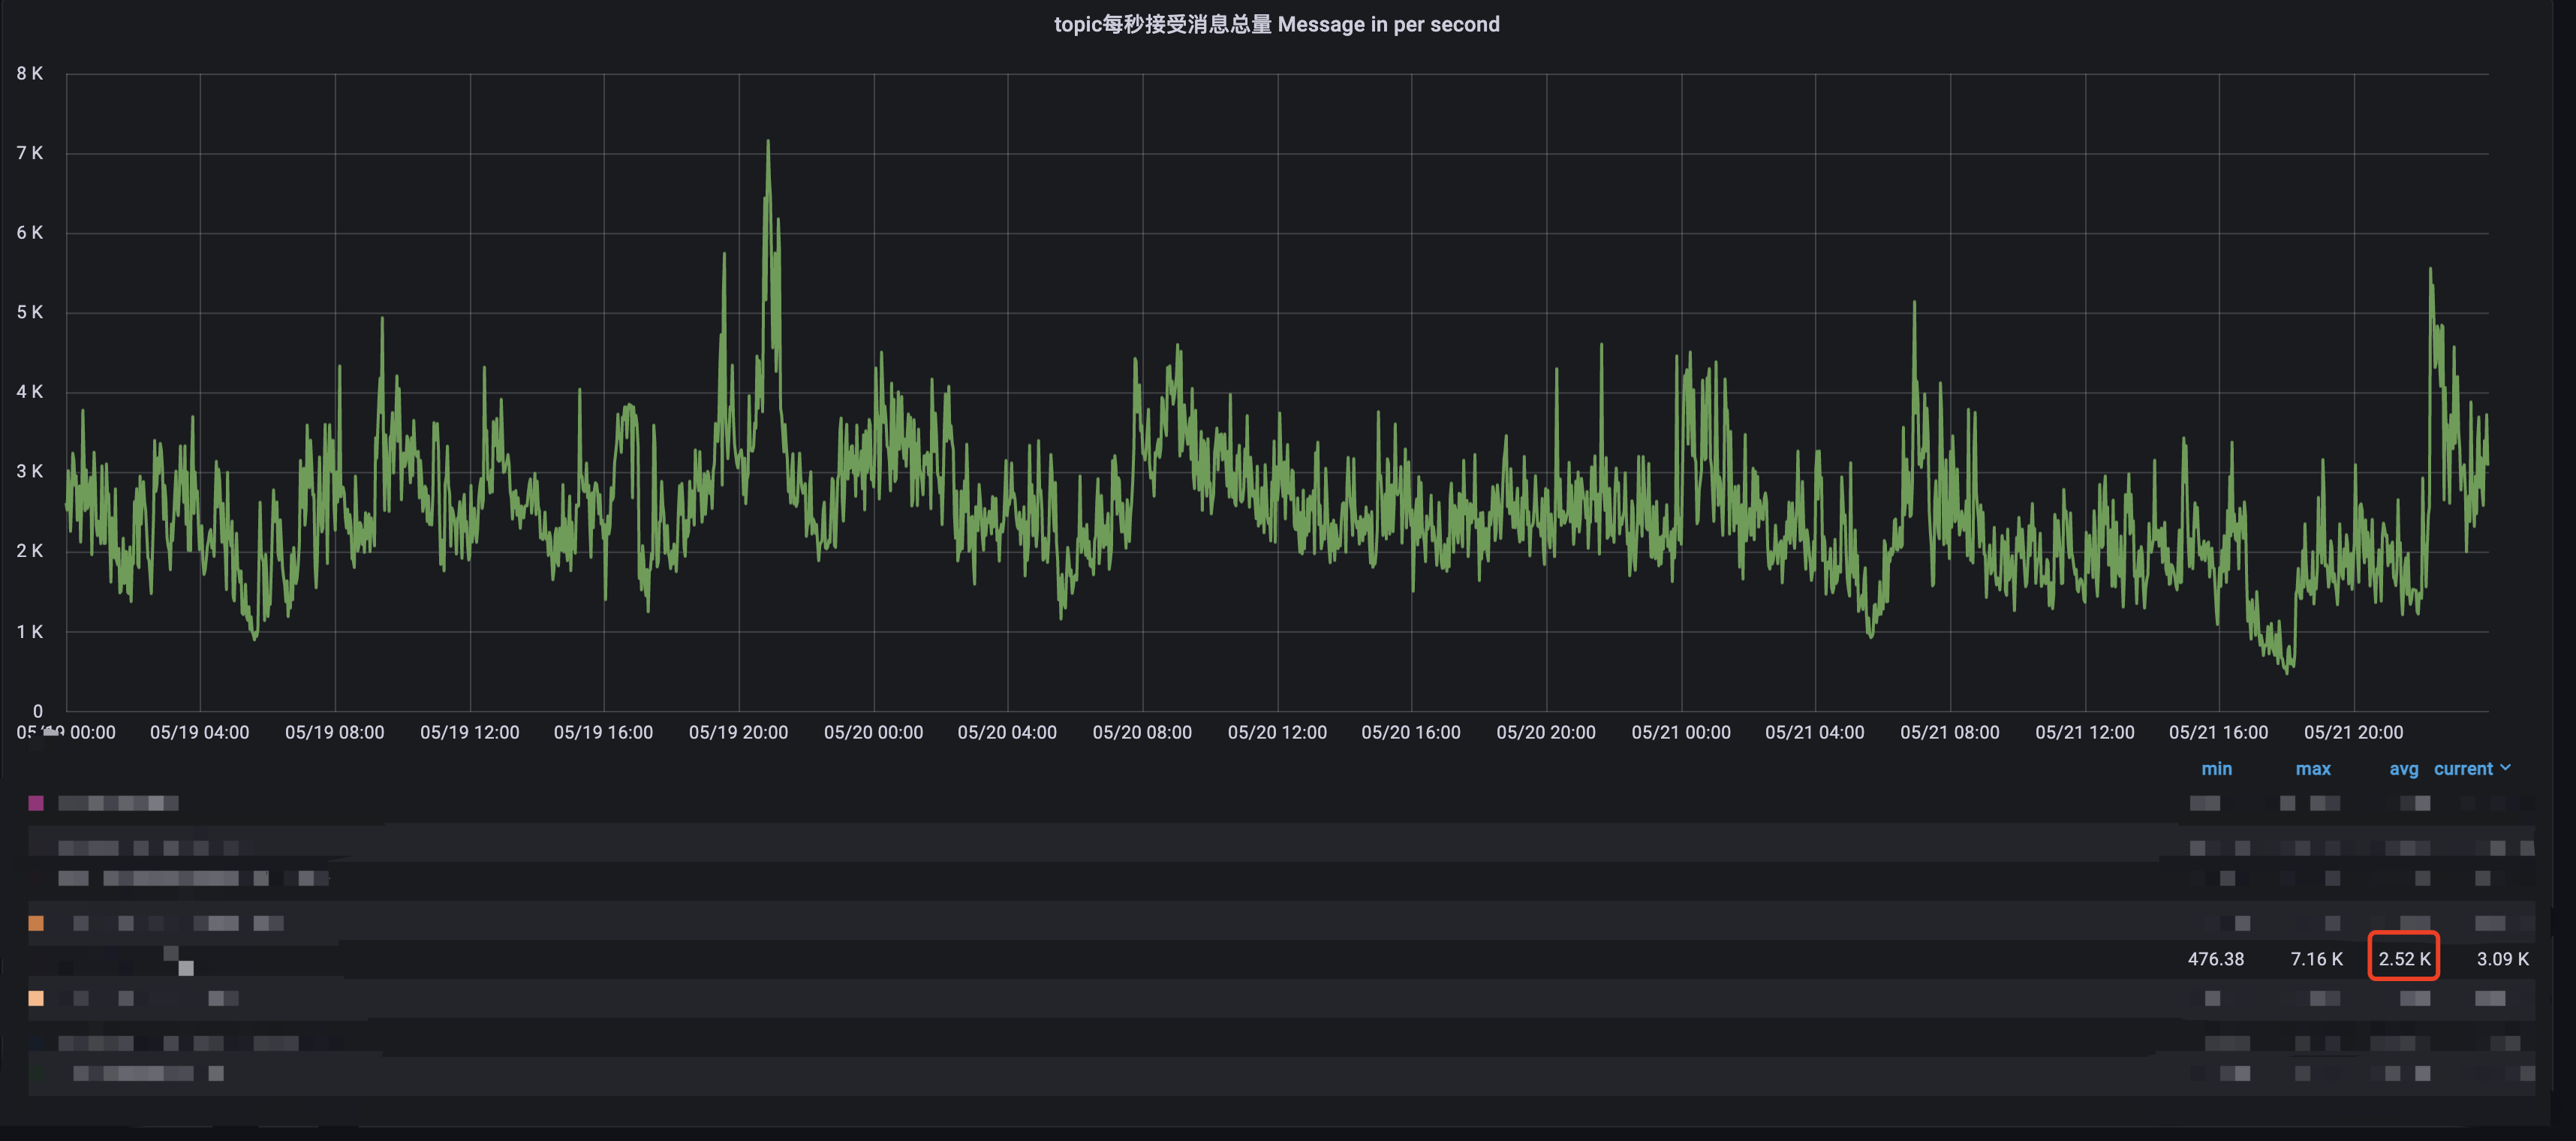 topic每秒接受消息总量 Message in per second
8 K
7 K
6 K
5 K
4 K
3 K
2 K
1 K
0
00:00 05/19 04:00 05/19 08:00 05/19 12:00 05/19 16:00 05/19 20:00 05/20 00:00 05/20 04:00 05/20 08:00 05/20 12:00 05/20 16:00 05/20 20:00 05/21 00:00 05/21 04:00 05/21 08:00 05/21 12:00 05/21 16:00 05/21 20:00
min max avg current
476.38 7.16 K 2.52 K 3.09 K